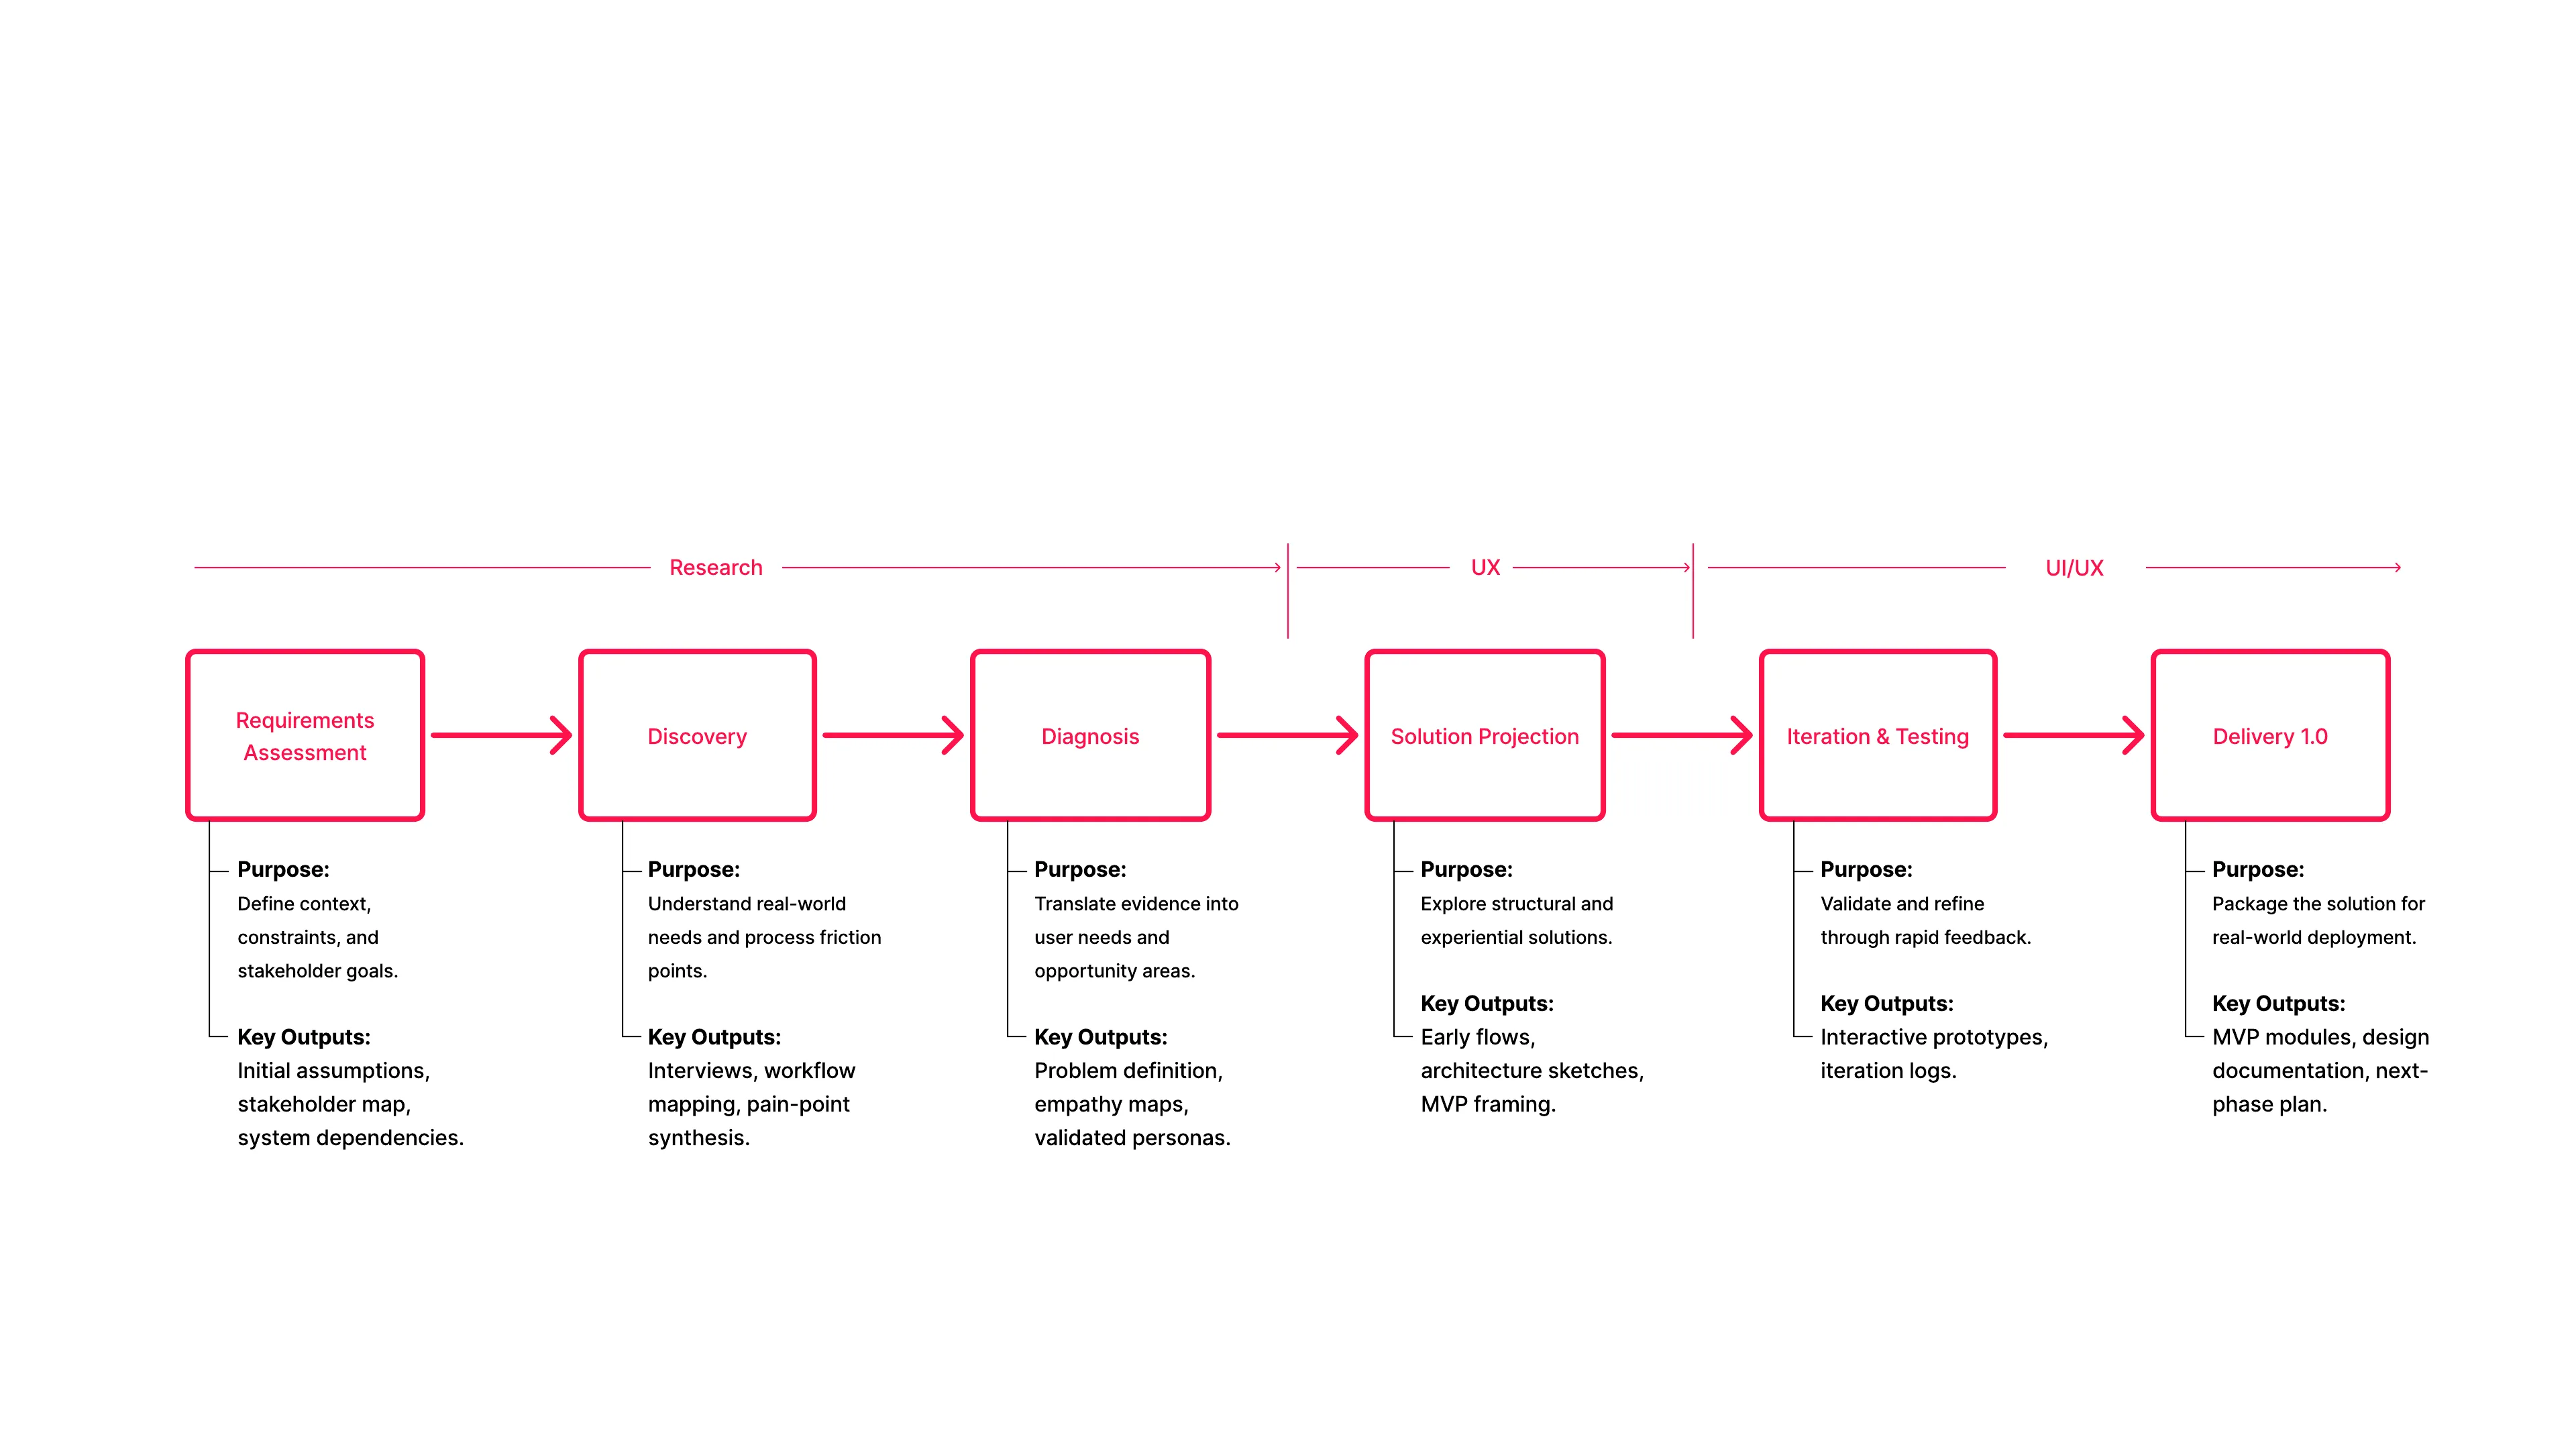 Research
UX
UI/UX
Requirements
Assessment
Discovery
Diagnosis
Solution Projection
Iteration & Testing
Delivery 1.0
Purpose:
Define context,
constraints, and
stakeholder goals.
Key Outputs:
Initial assumptions,
stakeholder map,
system dependencies.
Purpose:
Understand real-world
needs and process friction
points.
Key Outputs:
Interviews, workflow
mapping, pain-point
synthesis.
Purpose:
Translate evidence into
user needs and
opportunity areas.
Key Outputs:
Problem definition,
empathy maps,
validated personas.
Purpose:
Explore structural and
experiential solutions.
Key Outputs:
Early flows,
architecture sketches,
MVP framing.
Purpose:
Validate and refine
through rapid feedback.
Key Outputs:
Interactive prototypes,
iteration logs.
Purpose:
Package the solution for
real-world deployment.
Key Outputs:
MVP modules, design
documentation, next-
phase plan.